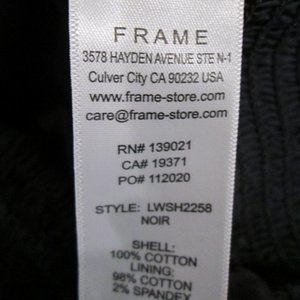 FRAME
3578 HAYDEN AVENUE STE N-1
Culver City CA 90232 USA
www.frame-store.com
care@frame-store.com
RN# 139021
CA# 19371
PO# 112020
STYLE: LWSH2258
NOIR
SHELL:
100% COTTON
LINING:
98% COTTON
2% SPANDEX